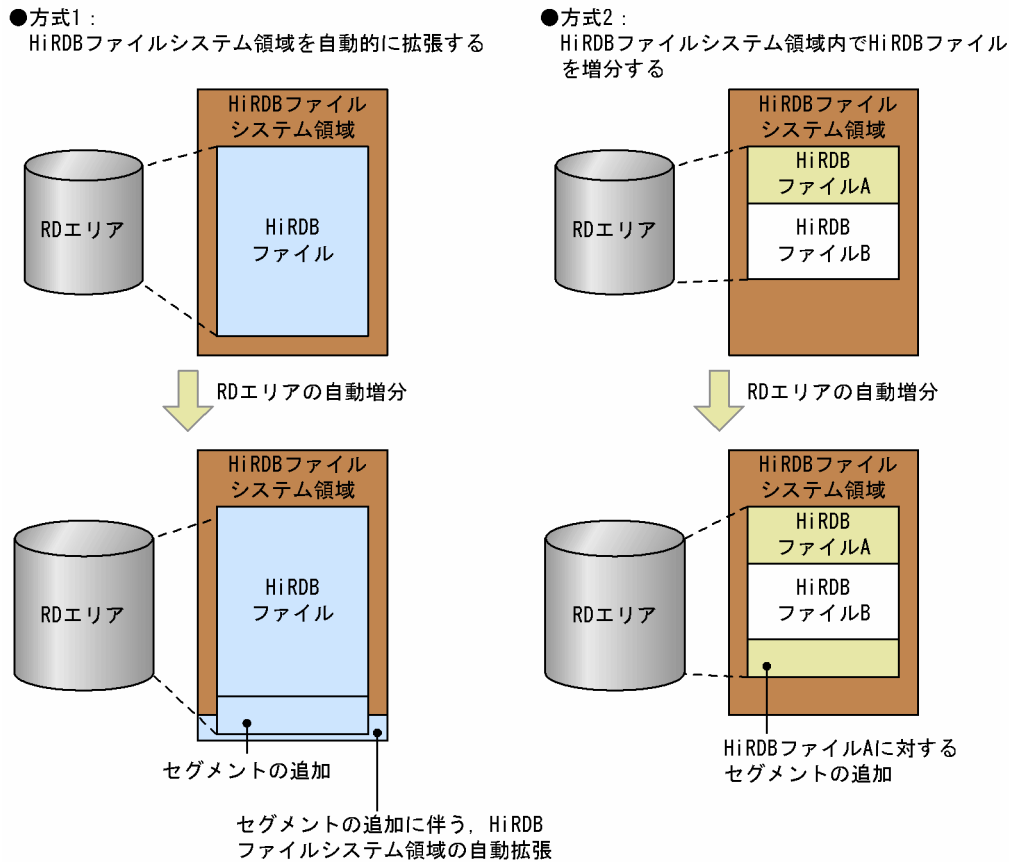 ●方式1：
HiRDBファイルシステム領域を自動的に拡張する
HiRDBファイル
システム領域
RDエリア
HiRDB
ファイル
RDエリアの自動増分
HiRDBファイル
システム領域
RDエリア
HiRDB
ファイル
セグメントの追加
セグメントの追加に伴う，HiRDB
ファイルシステム領域の自動拡張
●方式2：
HiRDBファイルシステム領域内でHiRDBファイル
を増分する
HiRDBファイル
システム領域
RDエリア
HiRDB
ファイルA
HiRDB
ファイルB
RDエリアの自動増分
HiRDBファイル
システム領域
RDエリア
HiRDB
ファイルA
HiRDB
ファイルB
HiRDBファイルAに対する
セグメントの追加